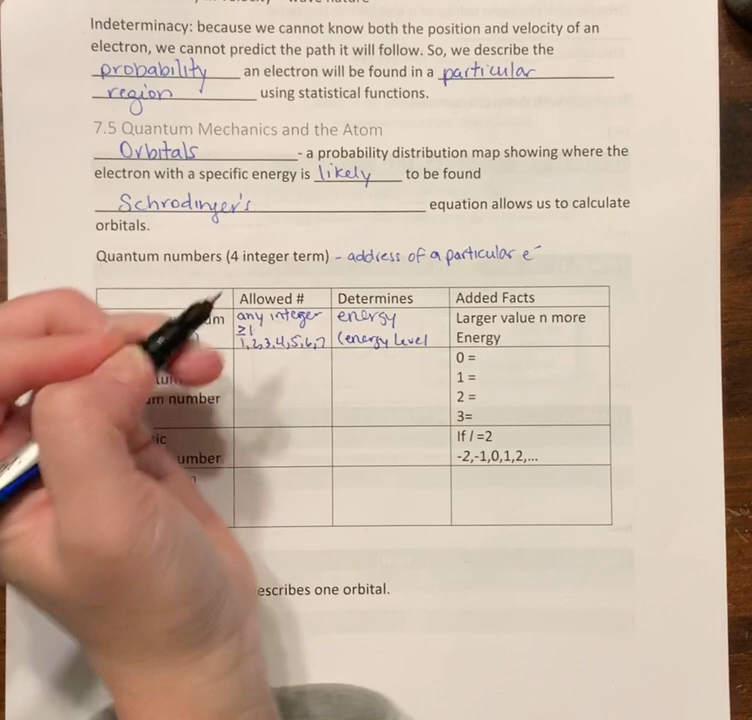 Indeterminacy: because we cannot know both the position and velocity of an
electron, we cannot predict the path it will follow. So, we describe the
probability an electron will be found in a particular
region using statistical functions.
7.5 Quantum Mechanics and the Atom
Orbitals - a probability distribution map showing where the
electron with a specific energy is likely to be found
Schrodinger's equation allows us to calculate
orbitals.
Quantum numbers (4 integer term) - address of a particular e⁻
Allowed # Determines Added Facts
any integer energy Larger value n more
≥1 Energy
1,2,3,4,5,6,7 (energy level
0 =
1 =
number 2 =
3=
If l =2
-2,-1,0,1,2,...
escribes one orbital.